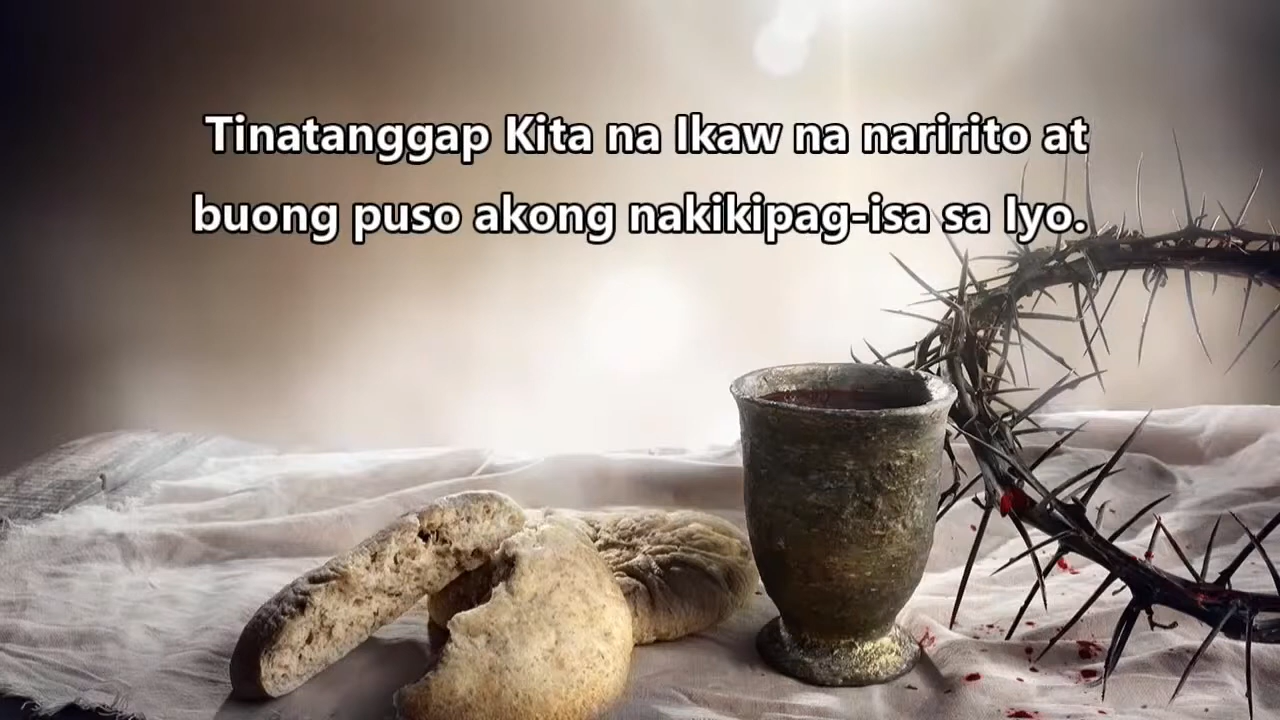 Tinatanggap Kita na Ikaw na naririto at
buong puso akong nakikipag-isa sa Iyo.